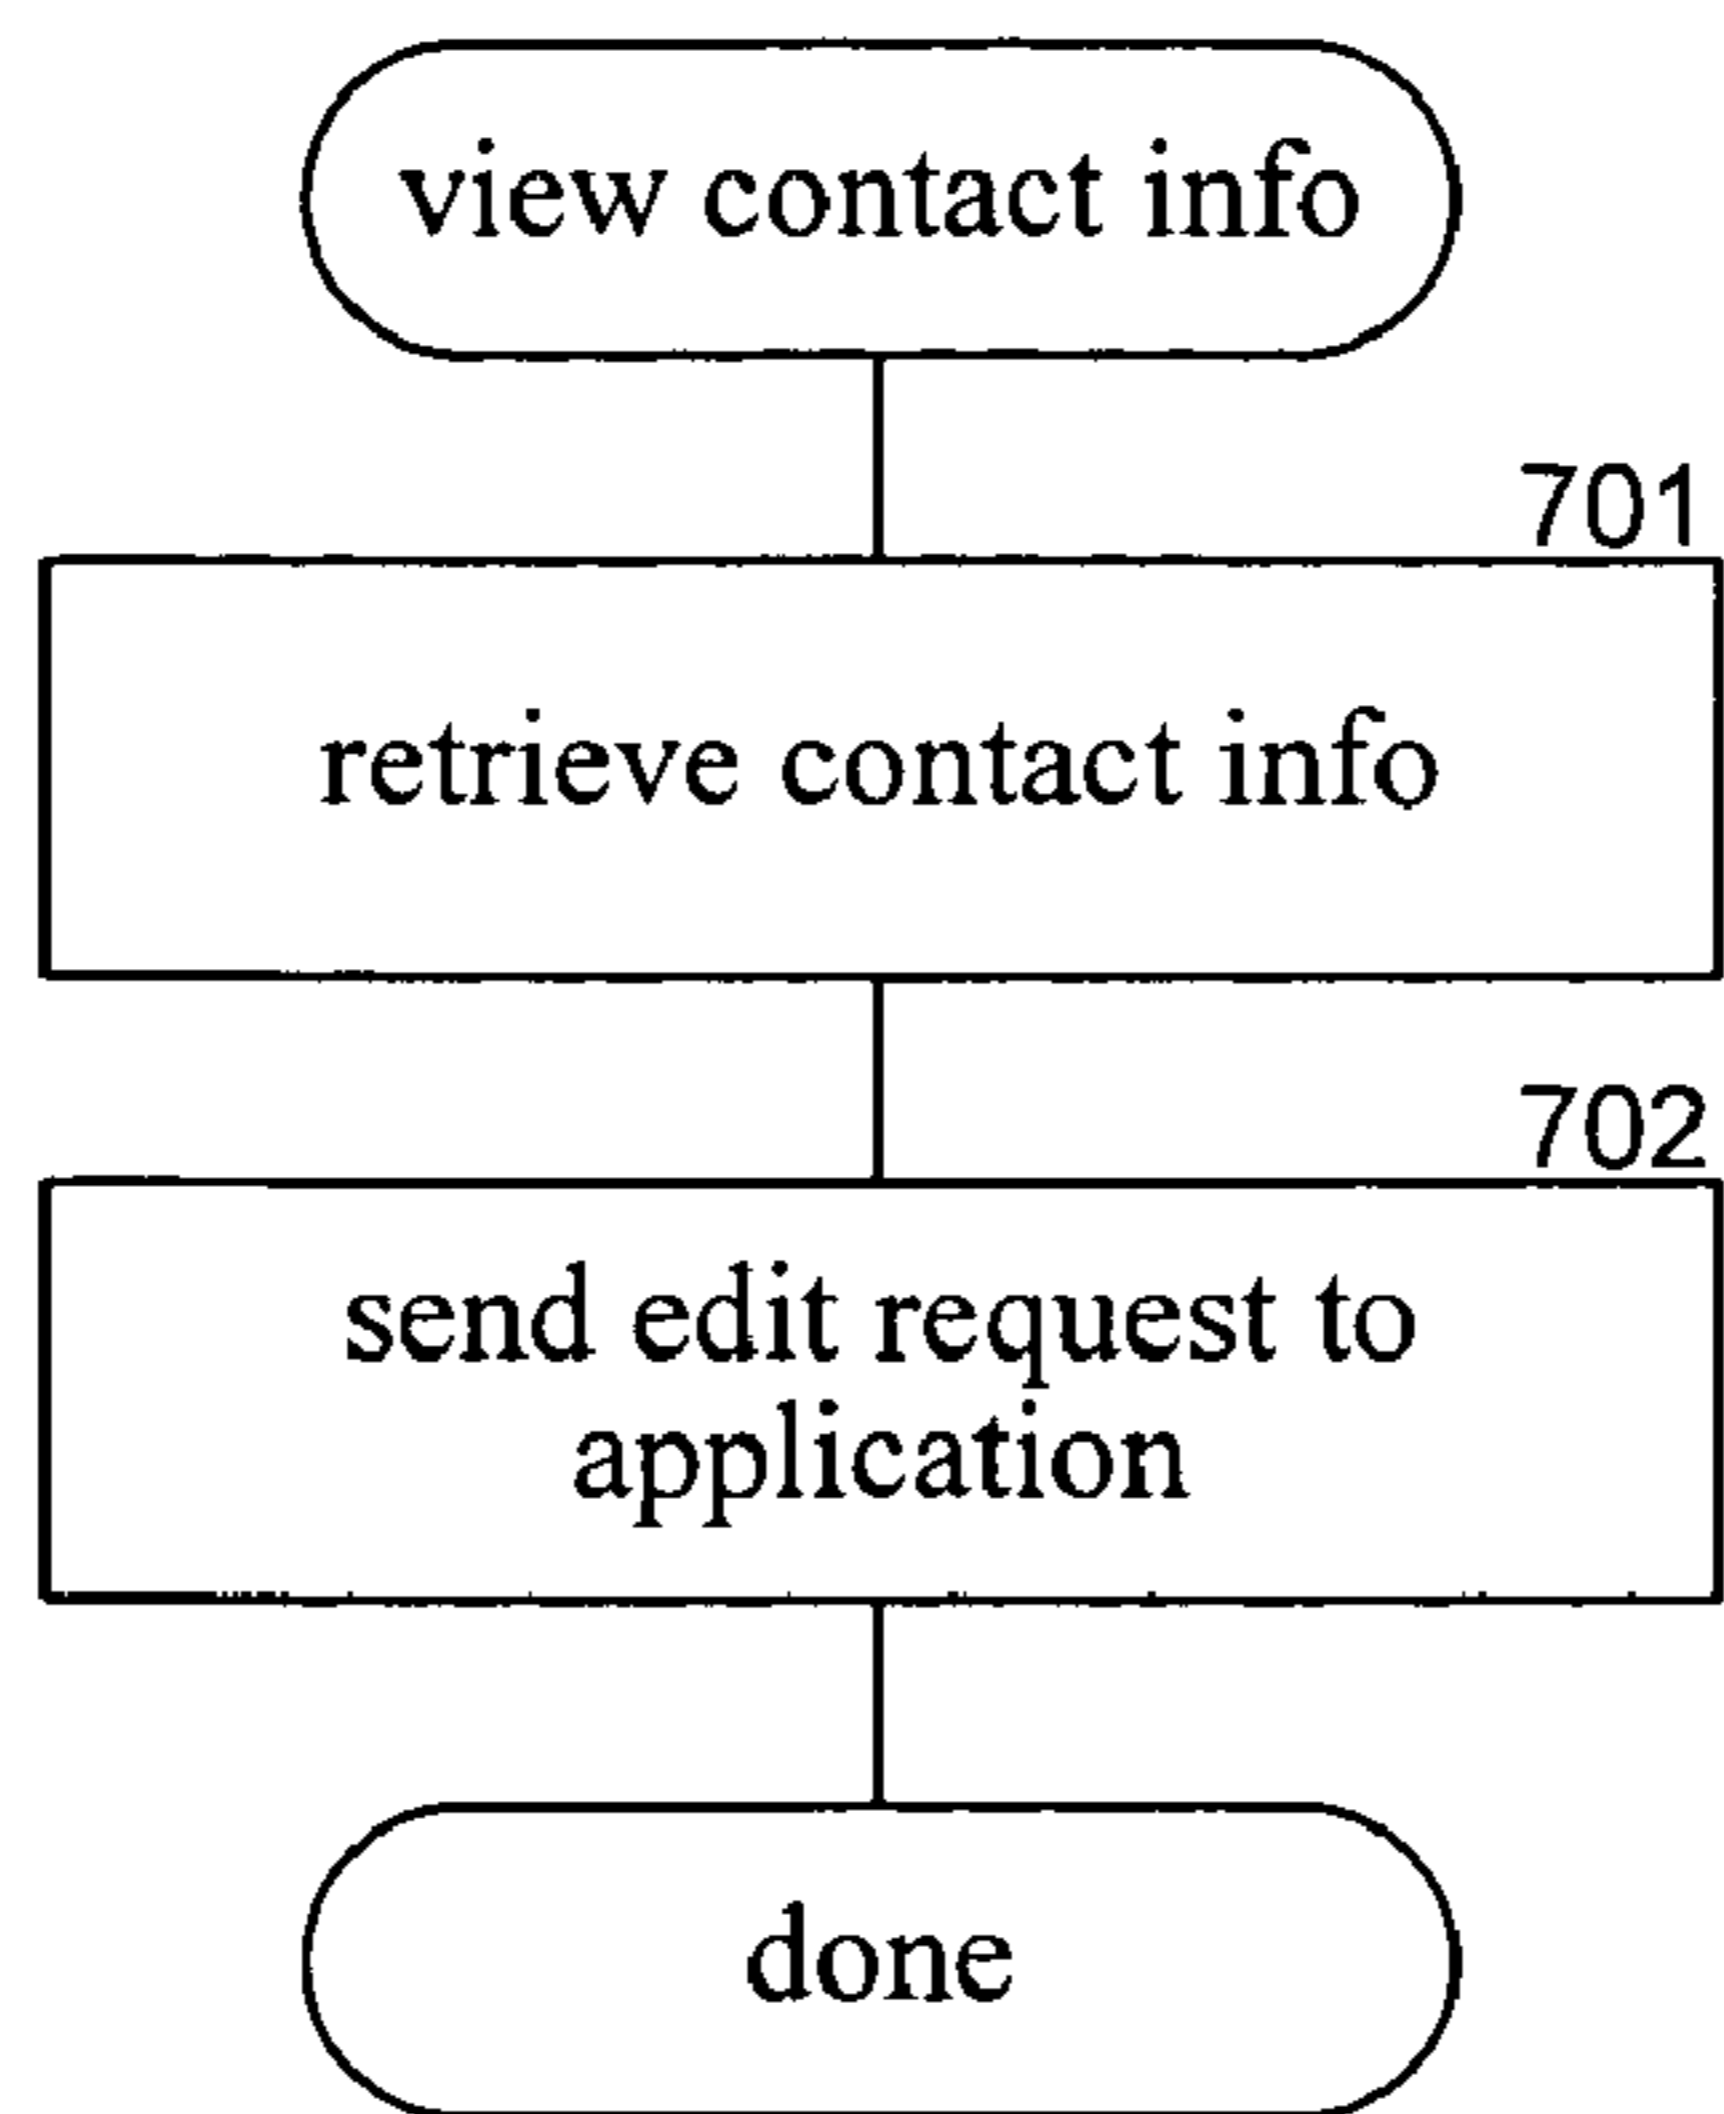 view contact info
701
retrieve contact info
702
send edit request to
application
done